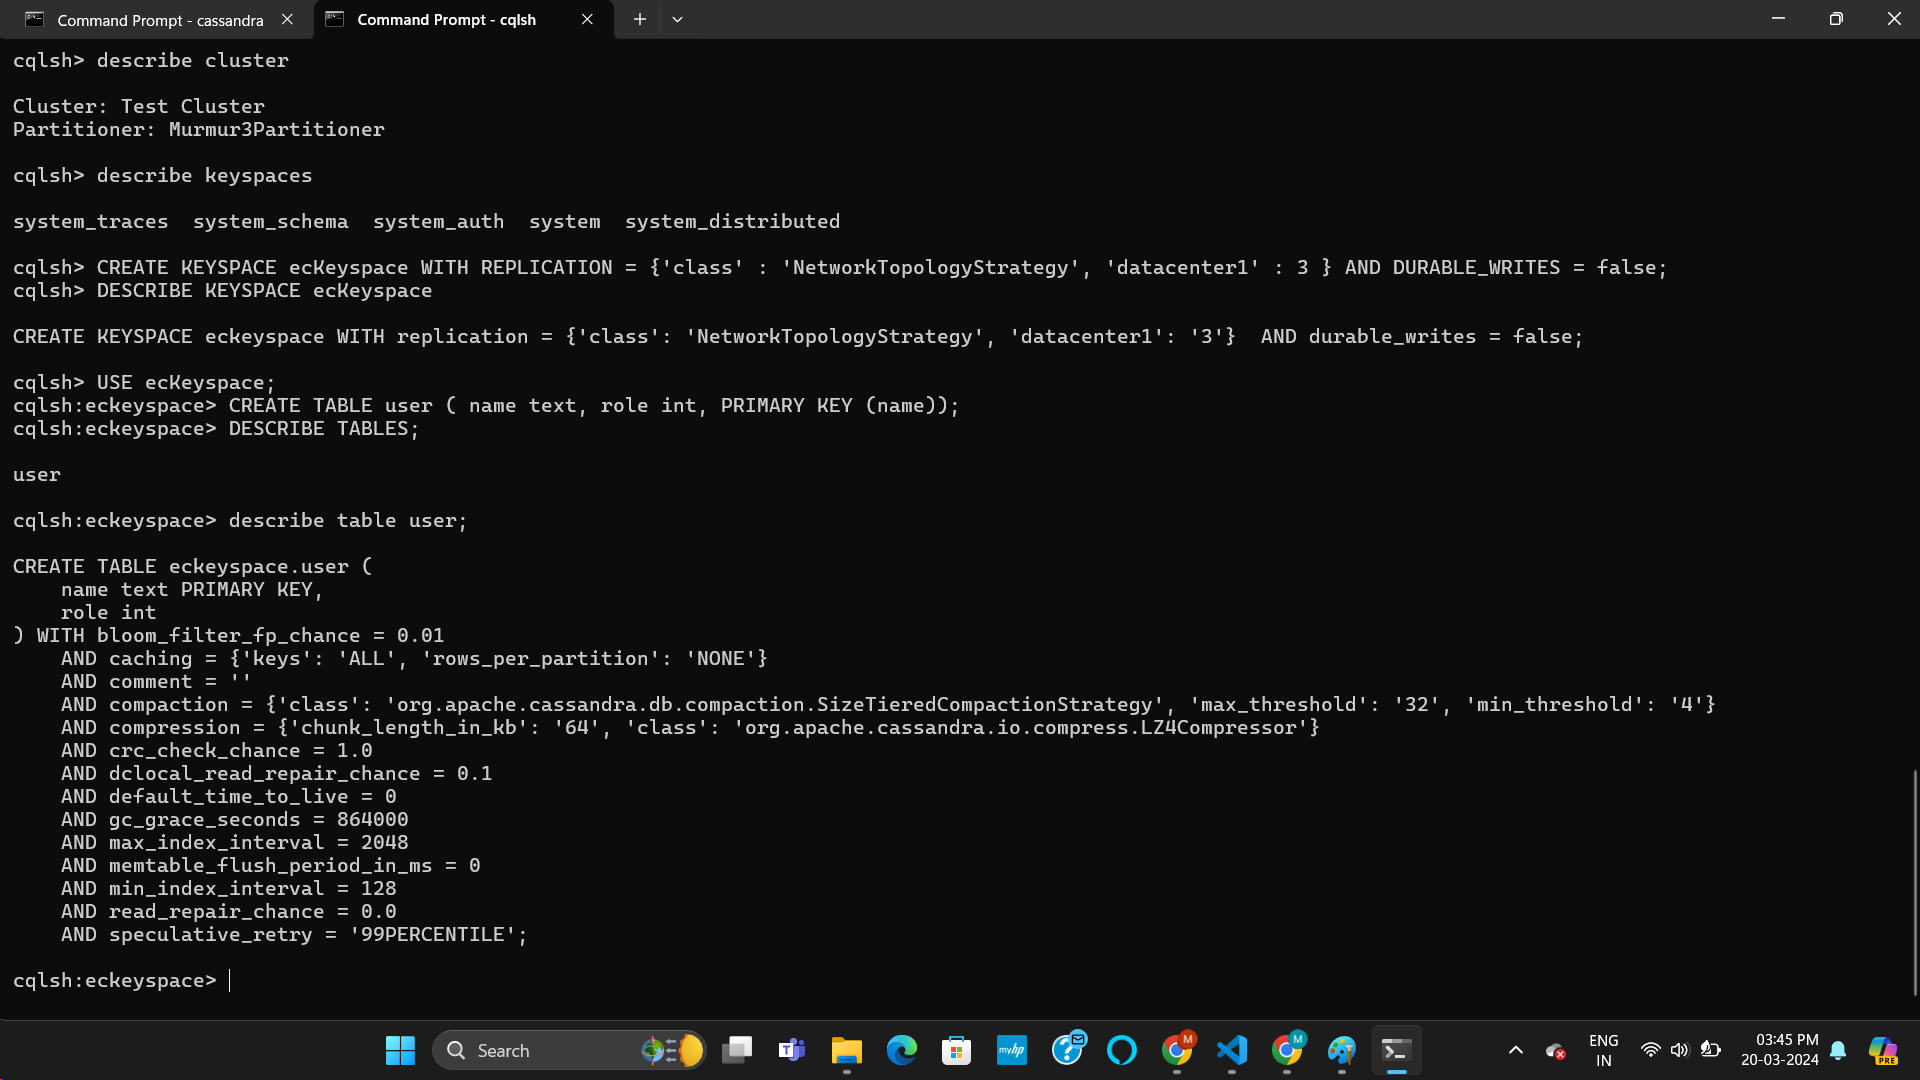 Command Prompt - cassandra
Command Prompt - cqlsh
cqlsh> describe cluster
Cluster: Test Cluster
Partitioner: Murmur3Partitioner
cqlsh> describe keyspaces
system_traces  system_schema  system_auth  system  system_distributed
cqlsh> CREATE KEYSPACE ecKeyspace WITH REPLICATION = {'class' : 'NetworkTopologyStrategy', 'datacenter1' : 3 } AND DURABLE_WRITES = false;
cqlsh> DESCRIBE KEYSPACE ecKeyspace
CREATE KEYSPACE eckeyspace WITH replication = {'class': 'NetworkTopologyStrategy', 'datacenter1': '3'}  AND durable_writes = false;
cqlsh> USE ecKeyspace;
cqlsh:eckeyspace> CREATE TABLE user ( name text, role int, PRIMARY KEY (name));
cqlsh:eckeyspace> DESCRIBE TABLES;
user
cqlsh:eckeyspace> describe table user;
CREATE TABLE eckeyspace.user (
    name text PRIMARY KEY,
    role int
) WITH bloom_filter_fp_chance = 0.01
    AND caching = {'keys': 'ALL', 'rows_per_partition': 'NONE'}
    AND comment = ''
    AND compaction = {'class': 'org.apache.cassandra.db.compaction.SizeTieredCompactionStrategy', 'max_threshold': '32', 'min_threshold': '4'}
    AND compression = {'chunk_length_in_kb': '64', 'class': 'org.apache.cassandra.io.compress.LZ4Compressor'}
    AND crc_check_chance = 1.0
    AND dclocal_read_repair_chance = 0.1
    AND default_time_to_live = 0
    AND gc_grace_seconds = 864000
    AND max_index_interval = 2048
    AND memtable_flush_period_in_ms = 0
    AND min_index_interval = 128
    AND read_repair_chance = 0.0
    AND speculative_retry = '99PERCENTILE';
cqlsh:eckeyspace>
Search
myhp
M
M
PRE
ENG
IN
03:45 PM
20-03-2024